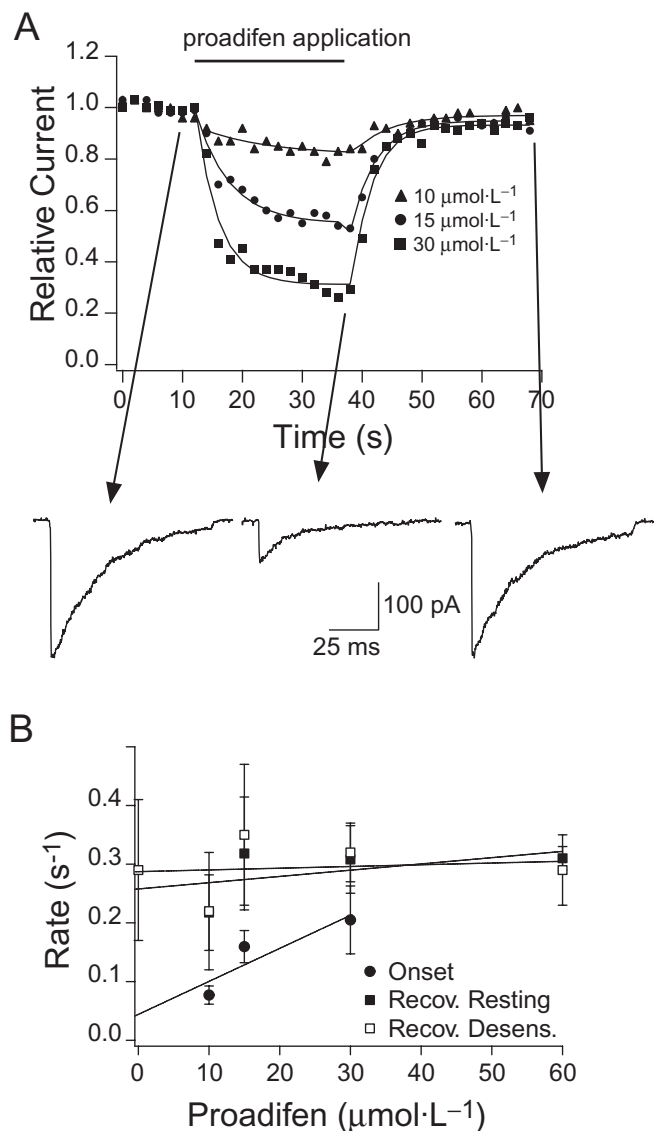 A
proadifen application
1.2
1.0
0.8
0.6
0.4
0.2
0.0
Relative Current
▲ 10 μmol·L⁻¹
● 15 μmol·L⁻¹
■ 30 μmol·L⁻¹
0 10 20 30 40 50 60 70
Time (s)
100 pA
25 ms
B
0.4
0.3
0.2
0.1
0.0
Rate (s⁻¹)
● Onset
■ Recov. Resting
□ Recov. Desens.
0 10 20 30 40 50 60
Proadifen (μmol·L⁻¹)